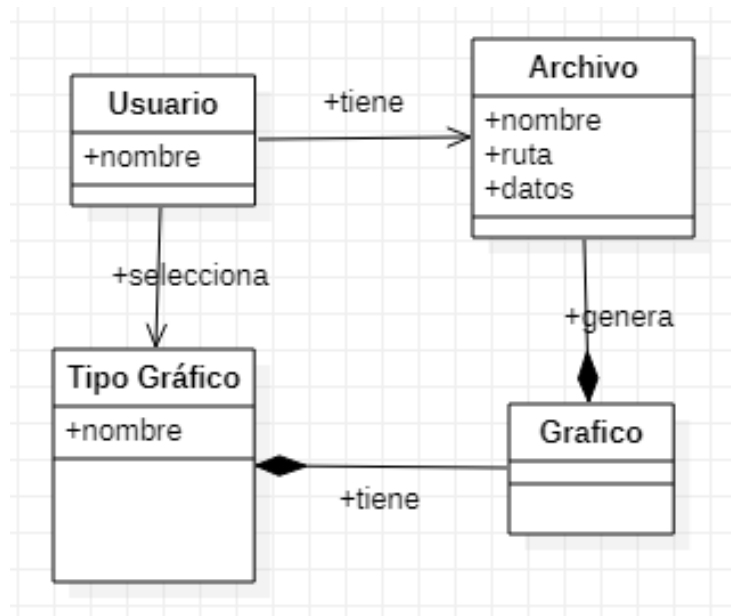 Usuario
+nombre
+tiene
Archivo
+nombre
+ruta
+datos
+selecciona
+genera
Tipo Gráfico
+nombre
+tiene
Grafico